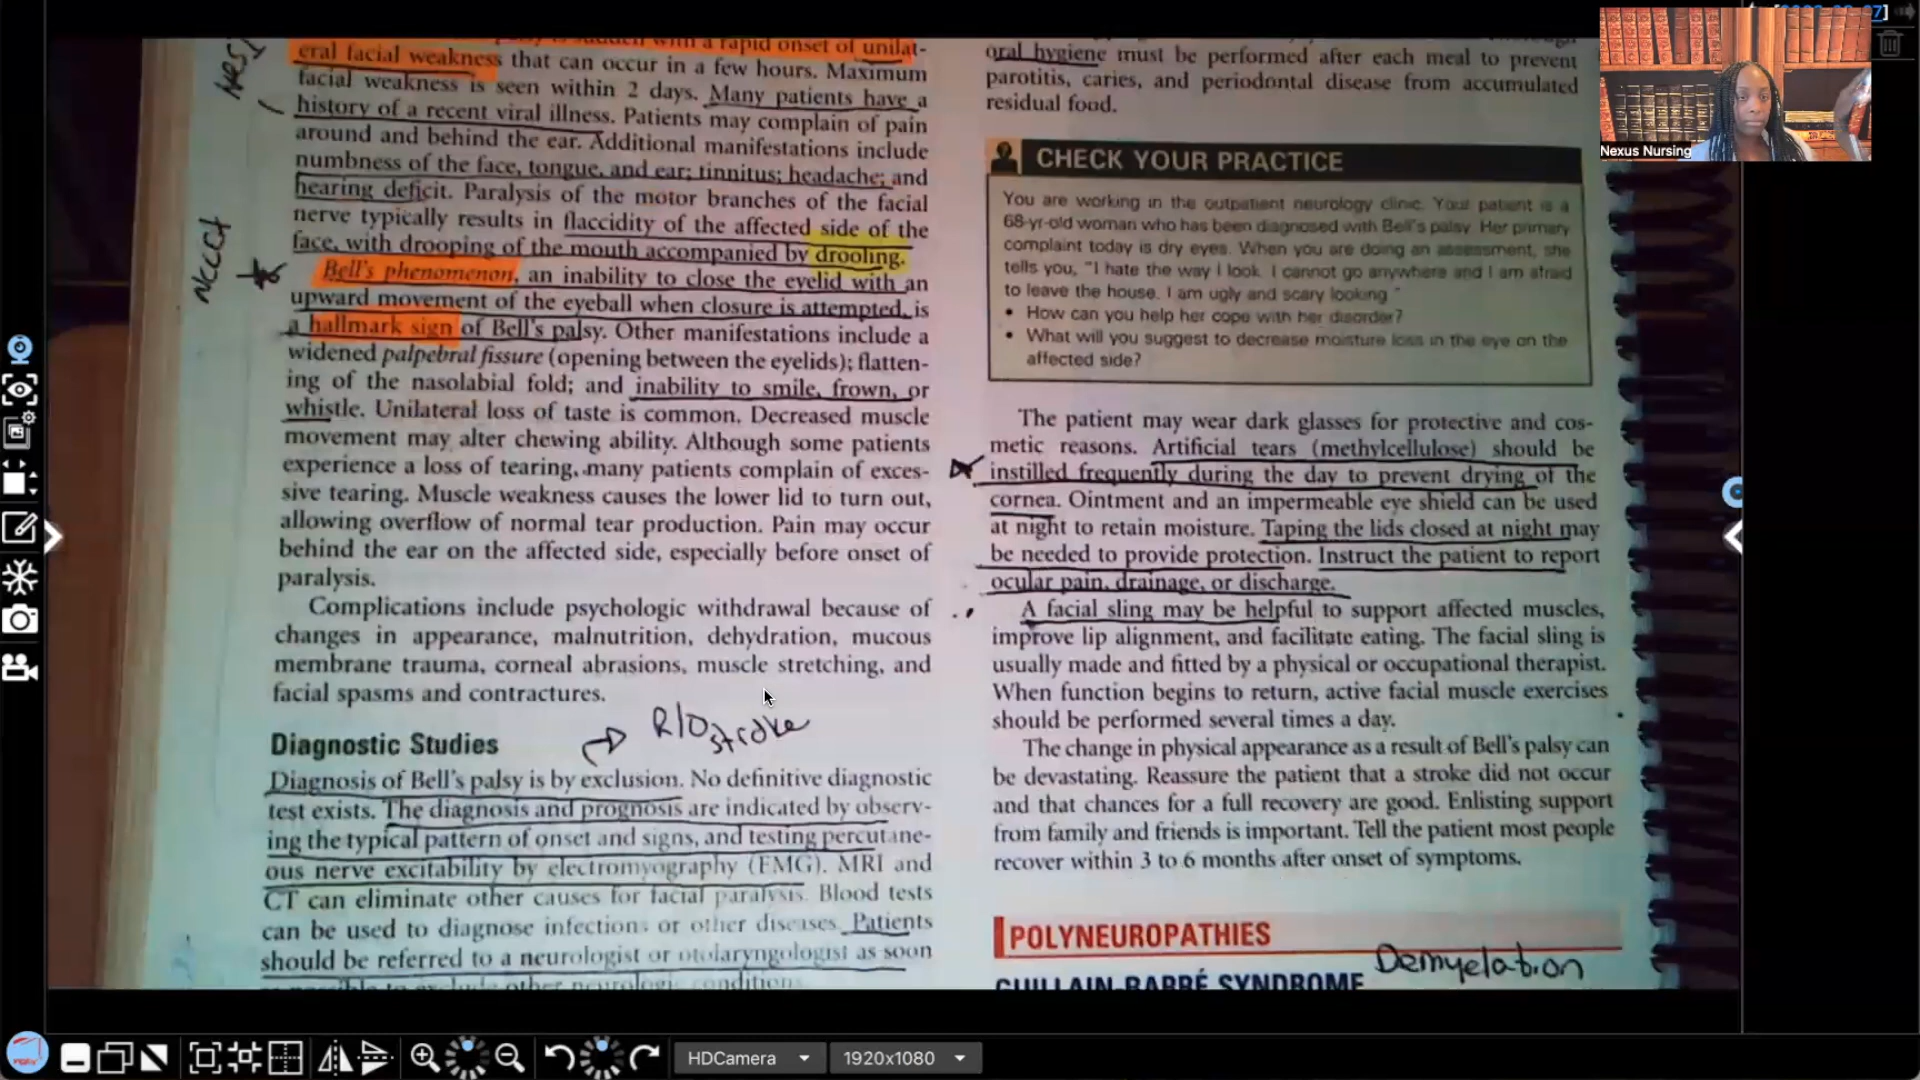 sudden with a rapid onset of unilat-
eral facial weakness that can occur in a few hours. Maximum
facial weakness is seen within 2 days. Many patients have a
history of a recent viral illness. Patients may complain of pain
around and behind the ear. Additional manifestations include
numbness of the face, tongue, and ear; tinnitus; headache; and
hearing deficit. Paralysis of the motor branches of the facial
nerve typically results in flaccidity of the affected side of the
face, with drooping of the mouth accompanied by drooling.
Bell's phenomenon, an inability to close the eyelid with an
upward movement of the eyeball when closure is attempted, is
a hallmark sign of Bell's palsy. Other manifestations include a
widened palpebral fissure (opening between the eyelids); flatten-
ing of the nasolabial fold; and inability to smile, frown, or
whistle. Unilateral loss of taste is common. Decreased muscle
movement may alter chewing ability. Although some patients
experience a loss of tearing, many patients complain of exces-
sive tearing. Muscle weakness causes the lower lid to turn out,
allowing overflow of normal tear production. Pain may occur
behind the ear on the affected side, especially before onset of
paralysis.
Complications include psychologic withdrawal because of
changes in appearance, malnutrition, dehydration, mucous
membrane trauma, corneal abrasions, muscle stretching, and
facial spasms and contractures.
R/O stroke
Diagnostic Studies
Diagnosis of Bell's palsy is by exclusion. No definitive diagnostic
test exists. The diagnosis and prognosis are indicated by observ-
ing the typical pattern of onset and signs, and testing percutane-
ous nerve excitability by electromyography (EMG). MRI and
CT can eliminate other causes for facial paralysis. Blood tests
can be used to diagnose infections or other diseases. Patients
should be referred to a neurologist or otolaryngologist as soon
as possible to exclude other neurologic conditions
oral hygiene must be performed after each meal to prevent
parotitis, caries, and periodontal disease from accumulated
residual food.
CHECK YOUR PRACTICE
You are working in the outpatient neurology clinic. Your patient is a
68-yr-old woman who has been diagnosed with Bell's palsy. Her primary
complaint today is dry eyes. When you are doing an assessment, she
tells you, "I hate the way I look. I cannot go anywhere and I am afraid
to leave the house. I am ugly and scary looking."
• How can you help her cope with her disorder?
• What will you suggest to decrease moisture loss in the eye on the
affected side?
The patient may wear dark glasses for protective and cos-
metic reasons. Artificial tears (methylcellulose) should be
instilled frequently during the day to prevent drying of the
cornea. Ointment and an impermeable eye shield can be used
at night to retain moisture. Taping the lids closed at night may
be needed to provide protection. Instruct the patient to report
ocular pain, drainage, or discharge.
A facial sling may be helpful to support affected muscles,
improve lip alignment, and facilitate eating. The facial sling is
usually made and fitted by a physical or occupational therapist.
When function begins to return, active facial muscle exercises
should be performed several times a day.
The change in physical appearance as a result of Bell's palsy can
be devastating. Reassure the patient that a stroke did not occur
and that chances for a full recovery are good. Enlisting support
from family and friends is important. Tell the patient most people
recover within 3 to 6 months after onset of symptoms.
POLYNEUROPATHIES
Demyelation
GUILLAIN-BARRÉ SYNDROME
Nexus Nursing
HDCamera
1920x1080